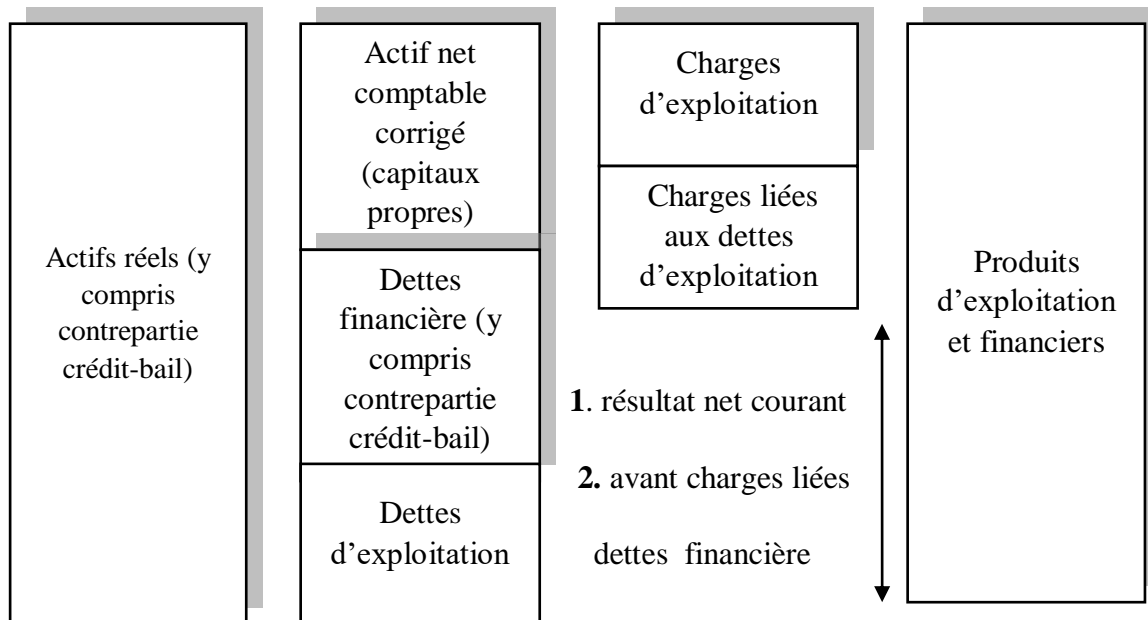 Actifs réels (y
compris
contrepartie
crédit-bail)
Actif net
comptable
corrigé
(capitaux
propres)
Dettes
financière (y
compris
contrepartie
crédit-bail)
Dettes
d’exploitation
Charges
d’exploitation
Charges liées
aux dettes
d’exploitation
1. résultat net courant
2. avant charges liées
dettes financière
Produits
d’exploitation
et financiers